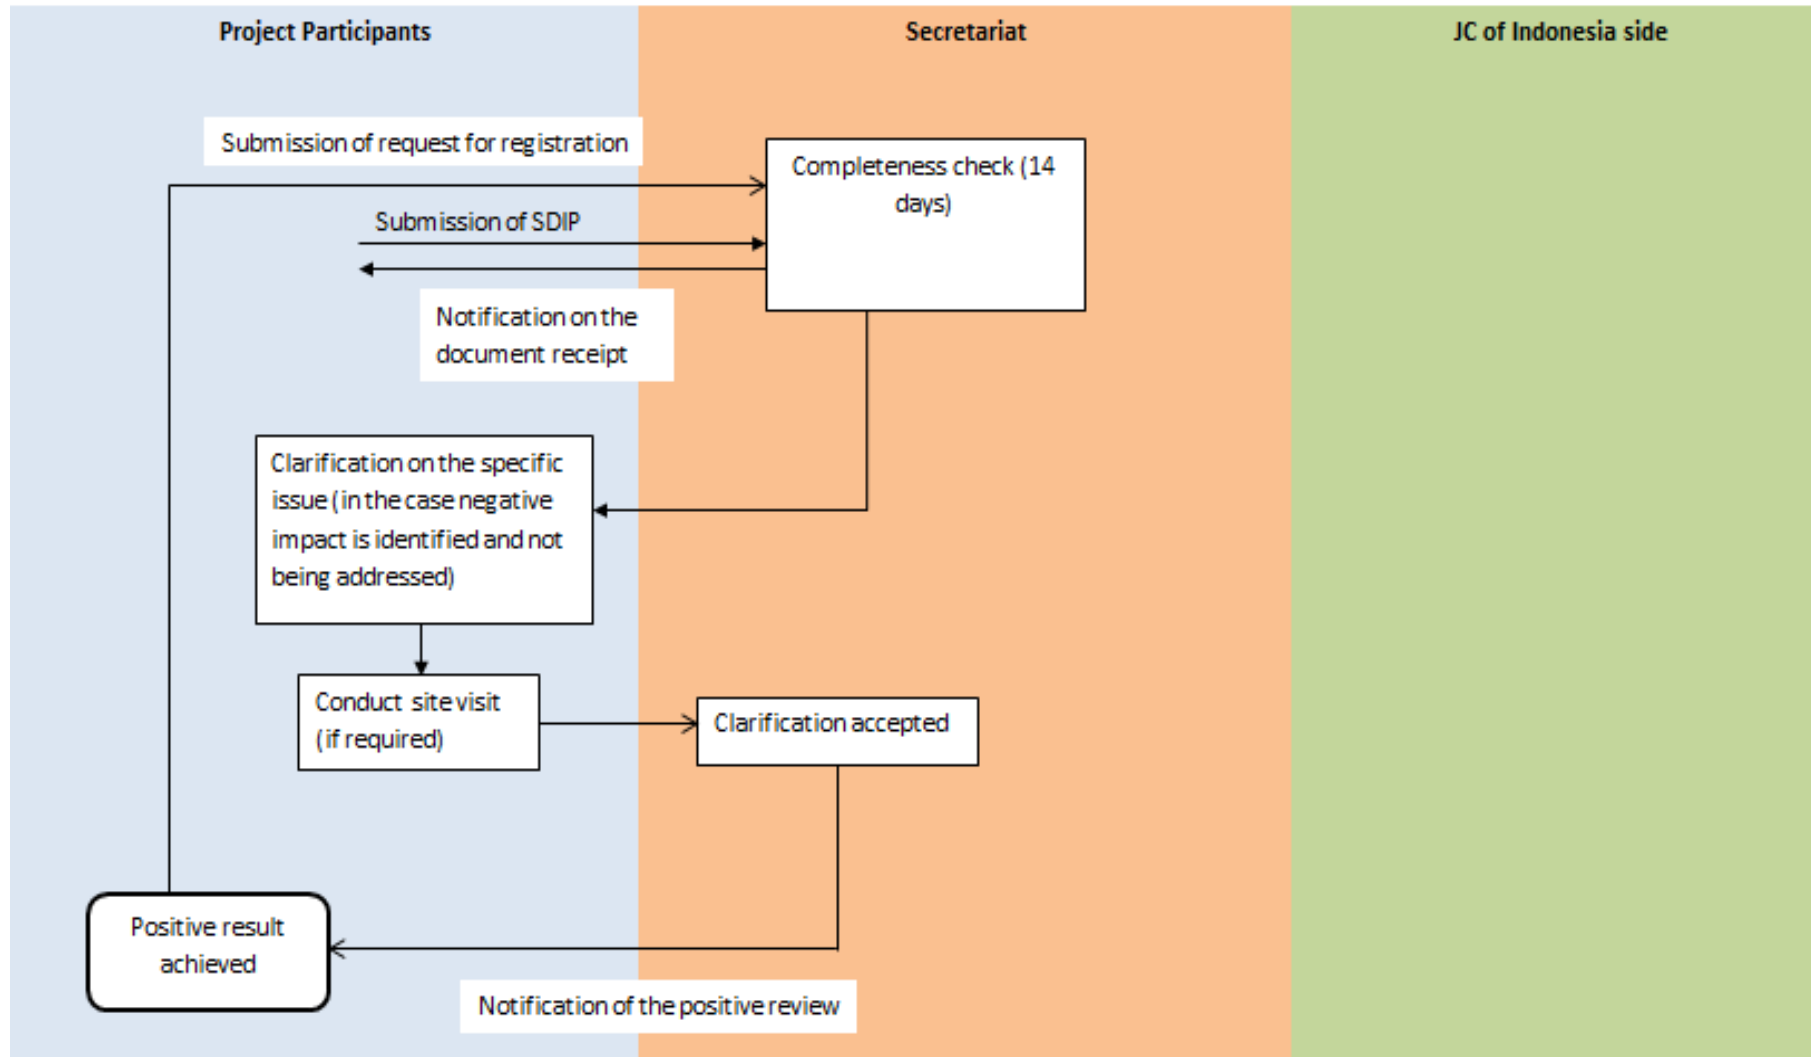 Project Participants
Secretariat
JC of Indonesia side
Submission of request for registration
Completeness check (14
days)
Submission of SDIP
Notification on the
document receipt
Clarification on the specific
issue (in the case negative
impact is identified and not
being addressed)
Conduct site visit
(if required)
Clarification accepted
Positive result
achieved
Notification of the positive review